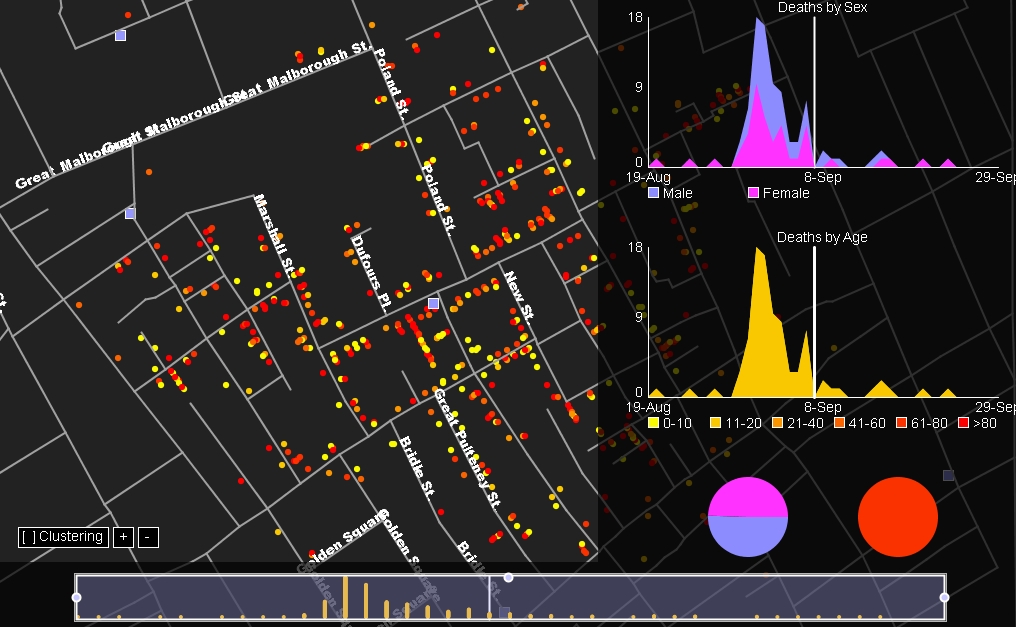 Deaths by Sex
18
9
0
19-Aug
8-Sep
29-Sep
Male
Female
Deaths by Age
18
9
0
19-Aug
8-Sep
29-Sep
0-10
11-20
21-40
41-60
61-80
>80
Great Malborough St.
Great Malborough St.
Great Malborough St.
Poland St.
Poland St.
Marshall St.
Dufours Pl.
New St.
St.
Great Pulteney St
Bridle St
Bridle St
Golden Square
Golden Square
[ ] Clustering
+
-